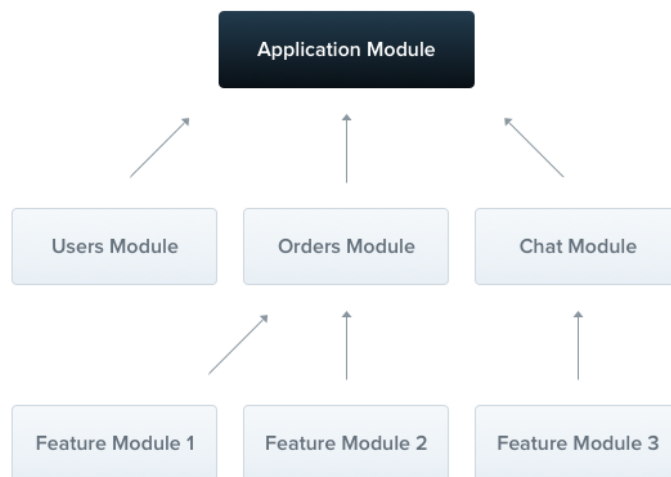 Application Module
Users Module
Orders Module
Chat Module
Feature Module 1
Feature Module 2
Feature Module 3